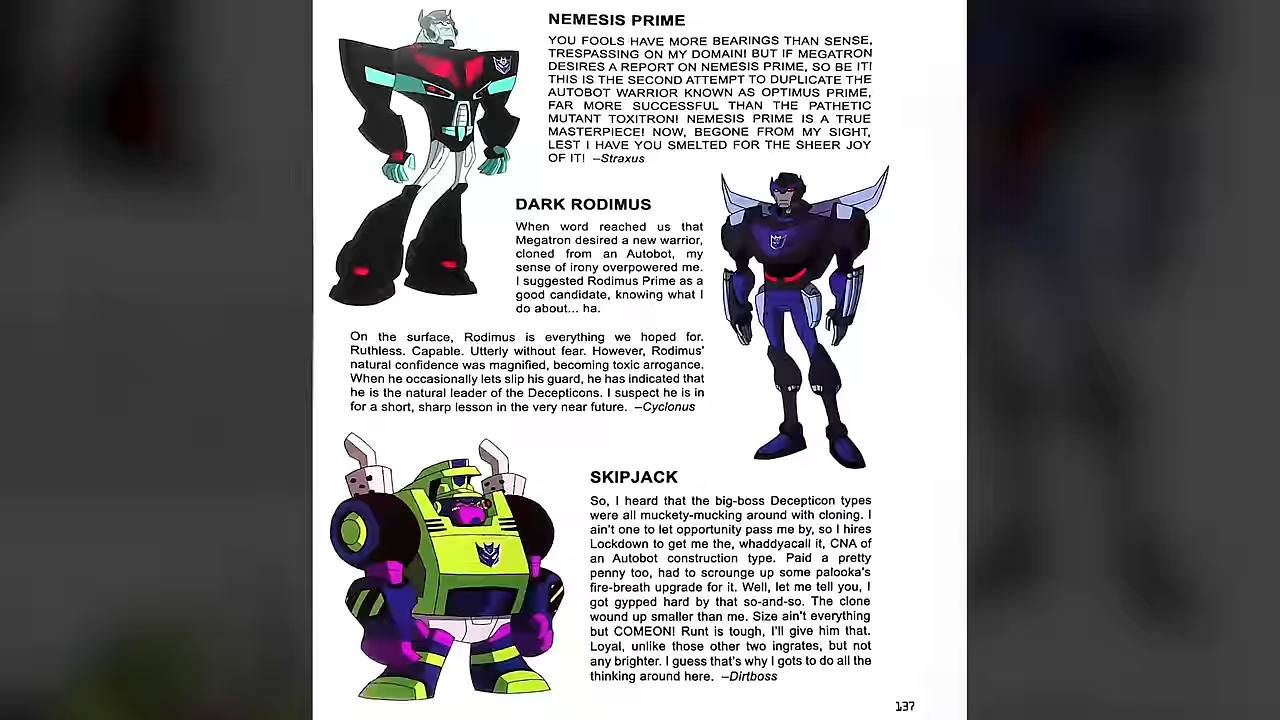 NEMESIS PRIME
YOU FOOLS HAVE MORE BEARINGS THAN SENSE,
TRESPASSING ON MY DOMAIN! BUT IF MEGATRON
DESIRES A REPORT ON NEMESIS PRIME, SO BE IT!
THIS IS THE SECOND ATTEMPT TO DUPLICATE THE
AUTOBOT WARRIOR KNOWN AS OPTIMUS PRIME,
FAR MORE SUCCESSFUL THAN THE PATHETIC
MUTANT TOXITRON! NEMESIS PRIME IS A TRUE
MASTERPIECE! NOW, BEGONE FROM MY SIGHT,
LEST I HAVE YOU SMELTED FOR THE SHEER JOY
OF IT! –Straxus
DARK RODIMUS
When word reached us that
Megatron desired a new warrior,
cloned from an Autobot, my
sense of irony overpowered me.
I suggested Rodimus Prime as a
good candidate, knowing what I
do about... ha.
On the surface, Rodimus is everything we hoped for.
Ruthless. Capable. Utterly without fear. However, Rodimus'
natural confidence was magnified, becoming toxic arrogance.
When he occasionally lets slip his guard, he has indicated that
he is the natural leader of the Decepticons. I suspect he is in
for a short, sharp lesson in the very near future. –Cyclonus
SKIPJACK
So, I heard that the big-boss Decepticon types
were all muckety-mucking around with cloning. I
ain't one to let opportunity pass me by, so I hires
Lockdown to get me the, whaddyacall it, CNA of
an Autobot construction type. Paid a pretty
penny too, had to scrounge up some palooka's
fire-breath upgrade for it. Well, let me tell you, I
got gypped hard by that so-and-so. The clone
wound up smaller than me. Size ain't everything
but COMEON! Runt is tough, I'll give him that.
Loyal, unlike those other two ingrates, but not
any brighter. I guess that's why I gots to do all the
thinking around here. –Dirtboss
137